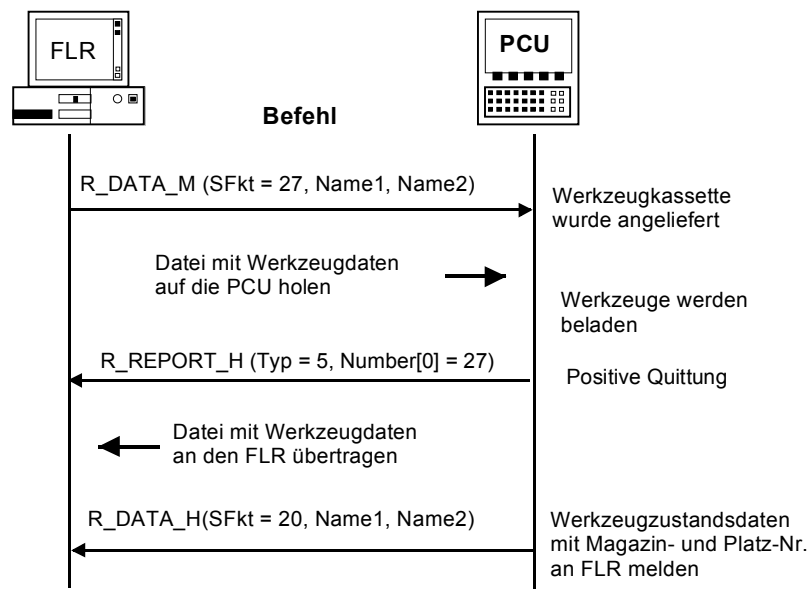 FLR
PCU
Befehl
R_DATA_M (SFkt = 27, Name1, Name2)
Werkzeugkassette
wurde angeliefert
Datei mit Werkzeugdaten
auf die PCU holen
Werkzeuge werden
beladen
R_REPORT_H (Typ = 5, Number[0] = 27)
Positive Quittung
Datei mit Werkzeugdaten
an den FLR übertragen
R_DATA_H(SFkt = 20, Name1, Name2)
Werkzeugzustandsdaten
mit Magazin- und Platz-Nr.
an FLR melden